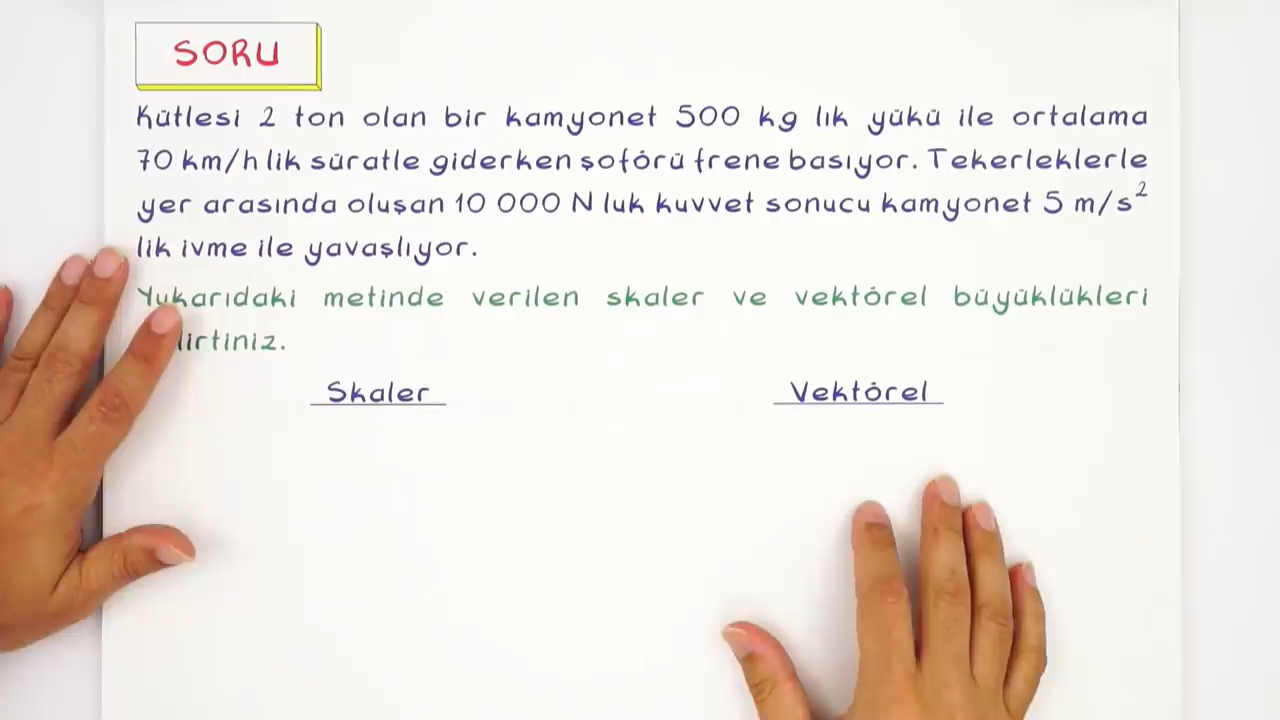 SORU
Kütlesi 2 ton olan bir kamyonet 500 kg lık yükü ile ortalama
70 km/h lik süratle giderken şoförü frene basıyor. Tekerleklerle
yer arasında oluşan 10 000 N luk kuvvet sonucu kamyonet 5 m/s²
lik ivme ile yavaşlıyor.
Yukarıdaki metinde verilen skaler ve vektörel büyüklükleri
lirtiniz.
Skaler
Vektörel